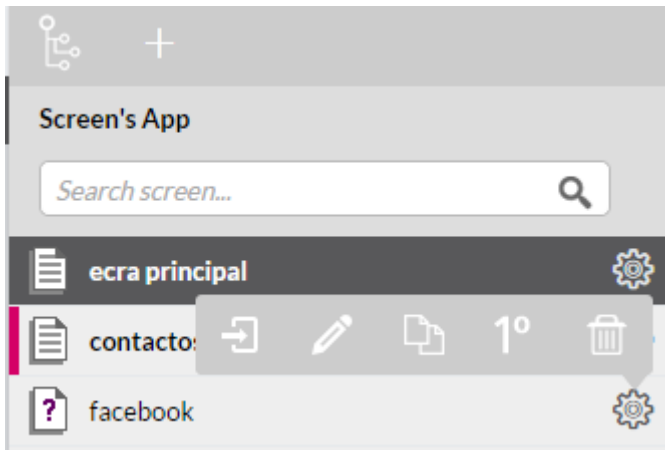 Screen's App
Search screen...
ecra principal
contactos
1º
facebook